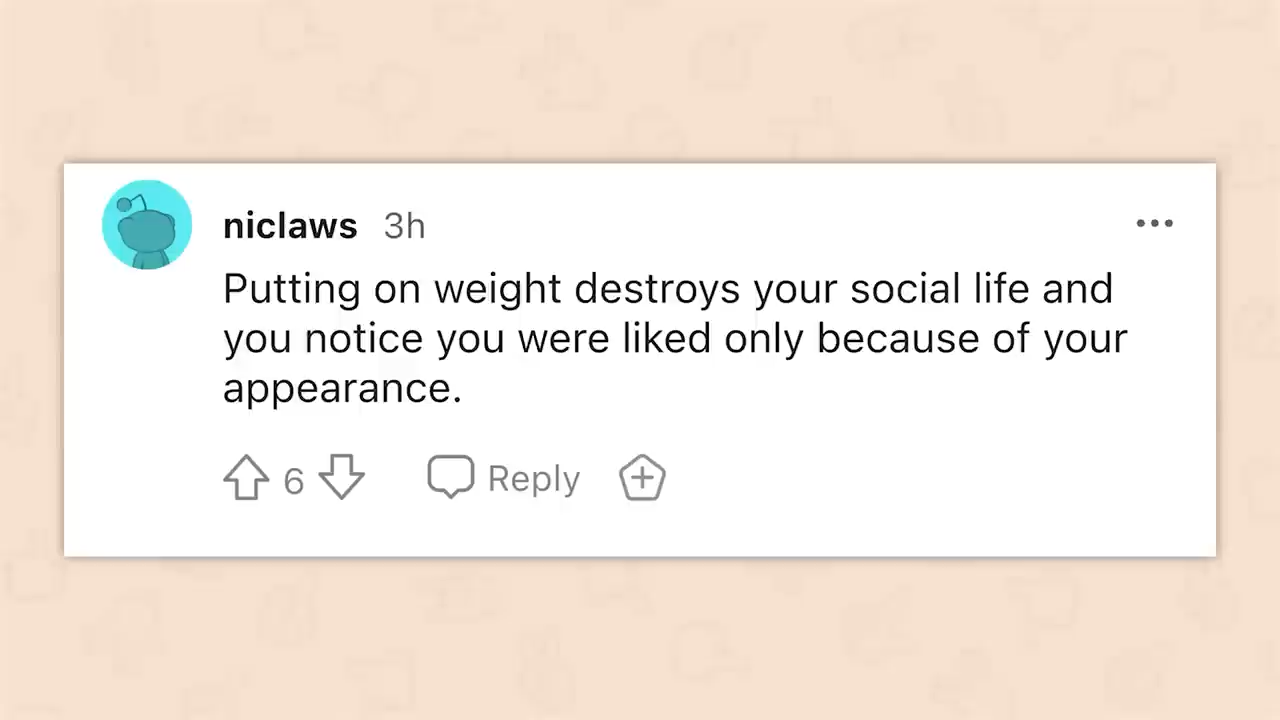 niclaws 3h
Putting on weight destroys your social life and
you notice you were liked only because of your
appearance.
6 Reply